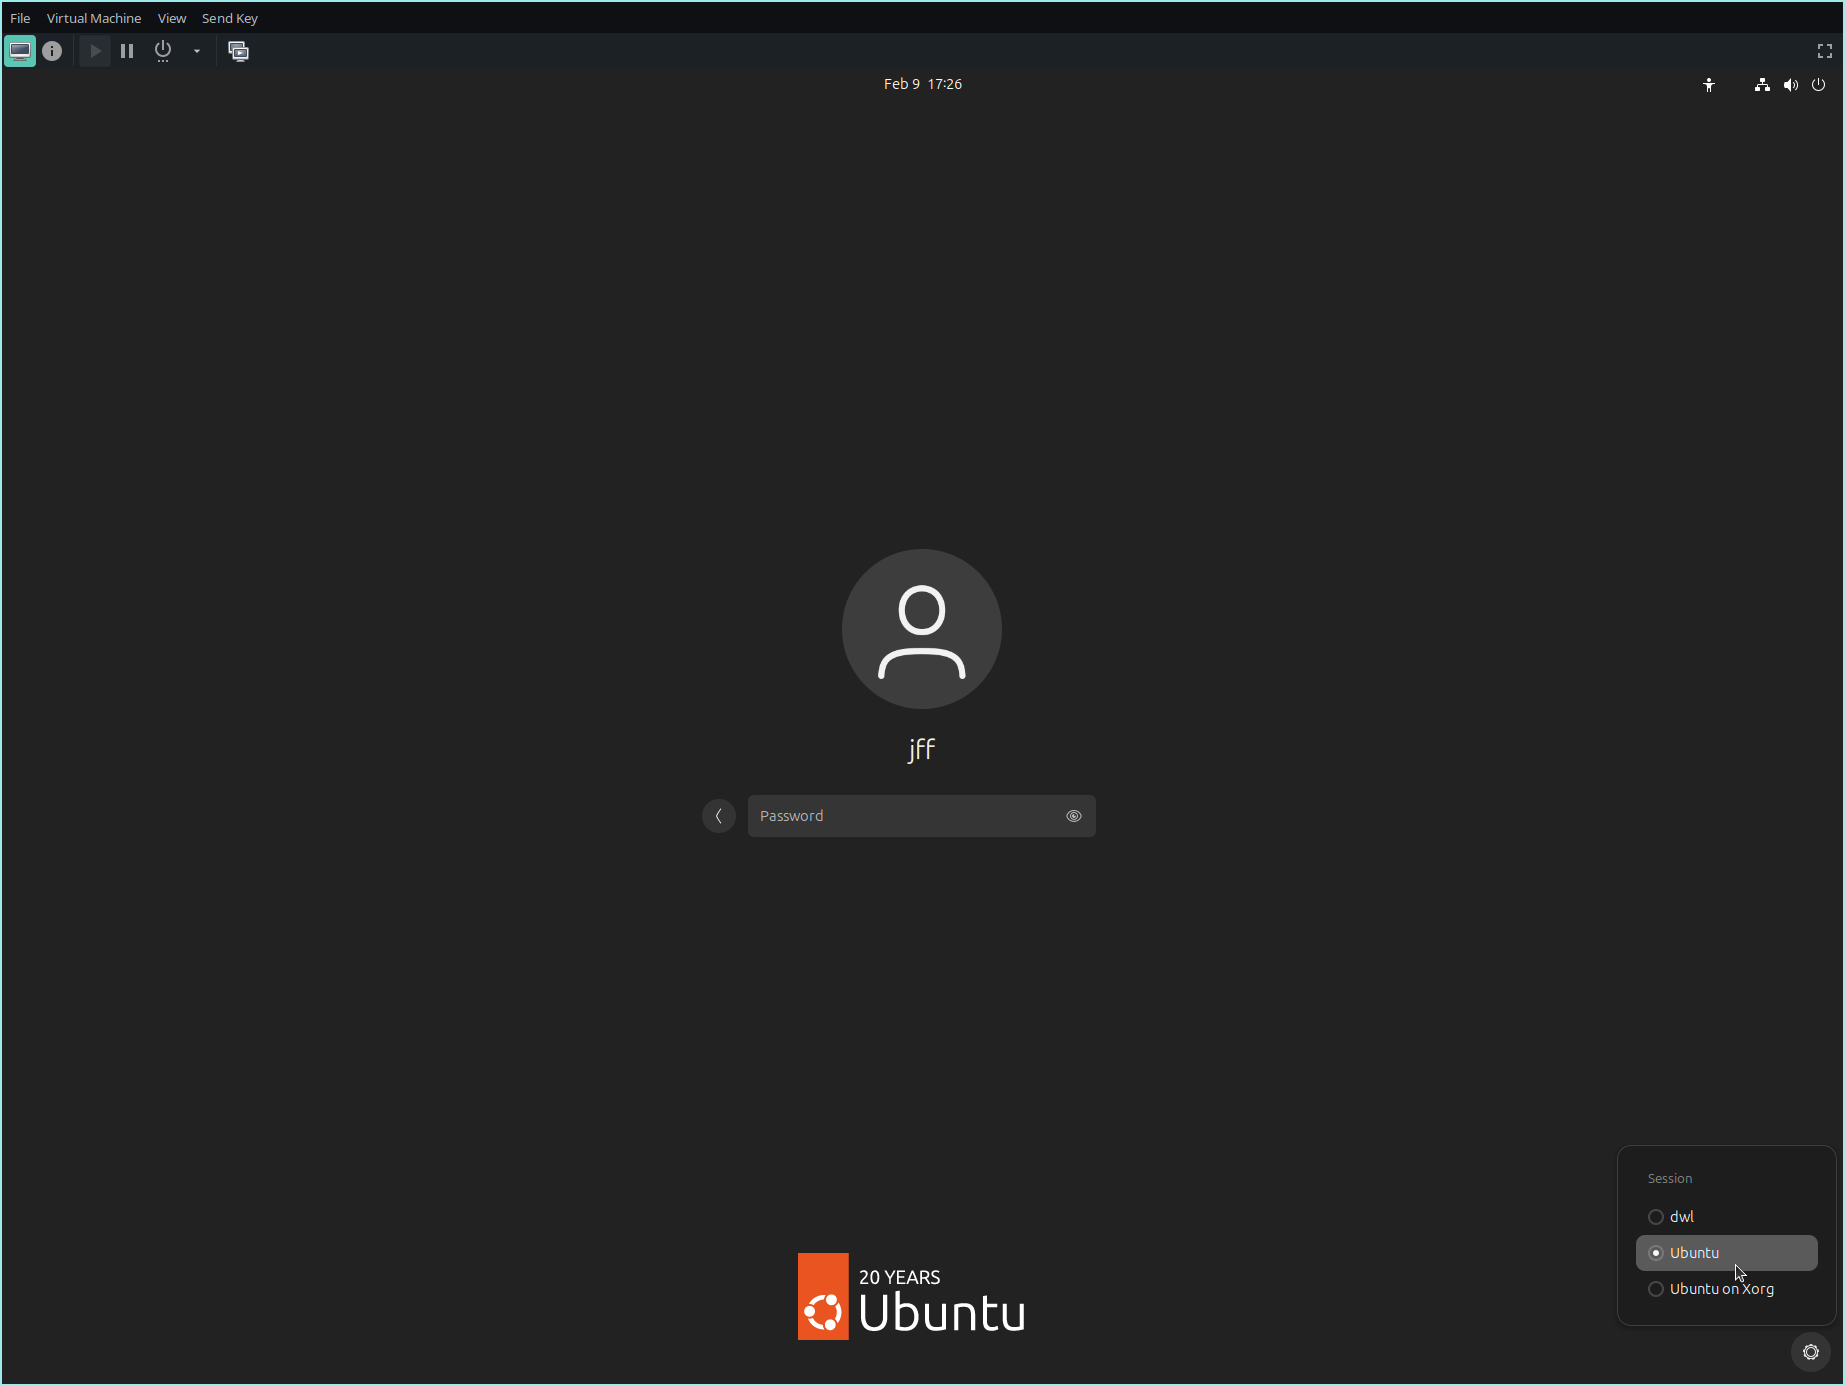 File Virtual Machine View Send Key
Feb 9 17:26
jff
Password
Session
dwl
Ubuntu
Ubuntu on Xorg
20 YEARS
Ubuntu